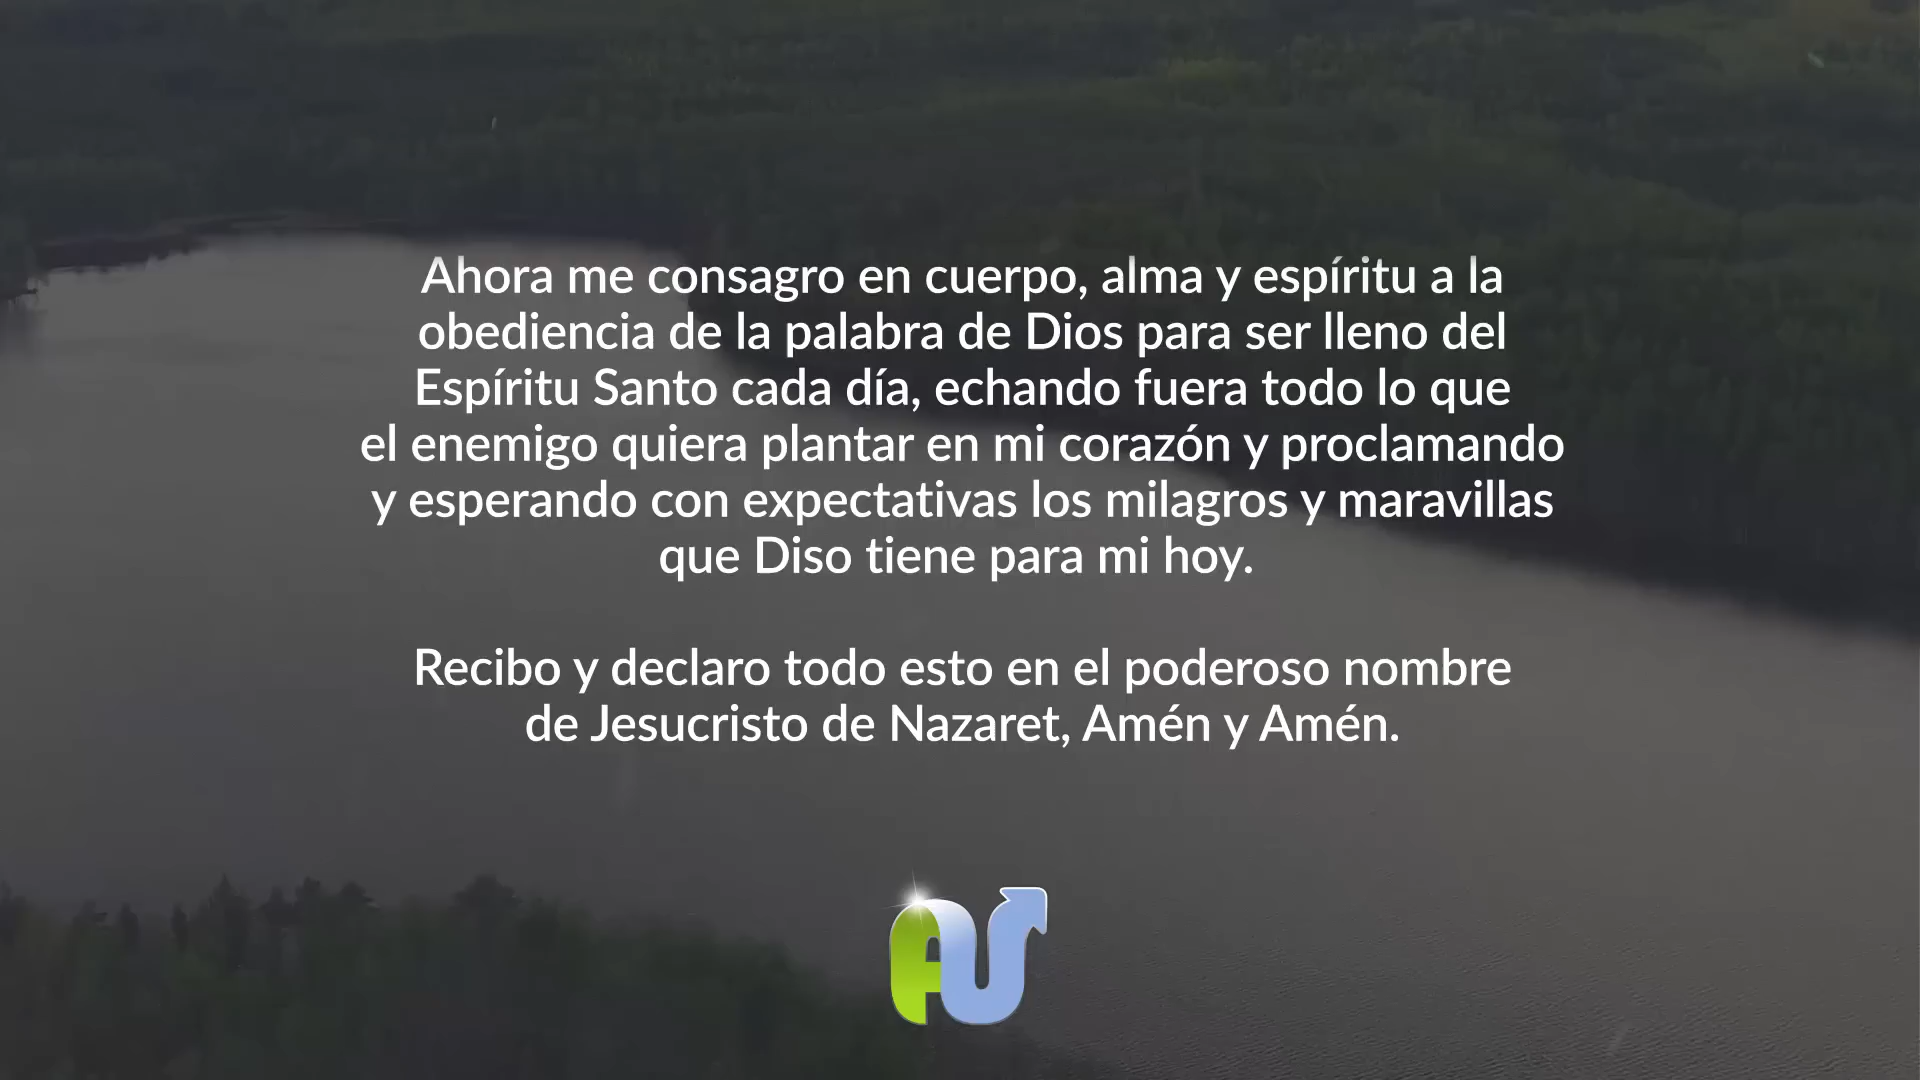 Ahora me consagro en cuerpo, alma y espíritu a la
obediencia de la palabra de Dios para ser lleno del
Espíritu Santo cada día, echando fuera todo lo que
el enemigo quiera plantar en mi corazón y proclamando
y esperando con expectativas los milagros y maravillas
que Diso tiene para mi hoy.
Recibo y declaro todo esto en el poderoso nombre
de Jesucristo de Nazaret, Amén y Amén.